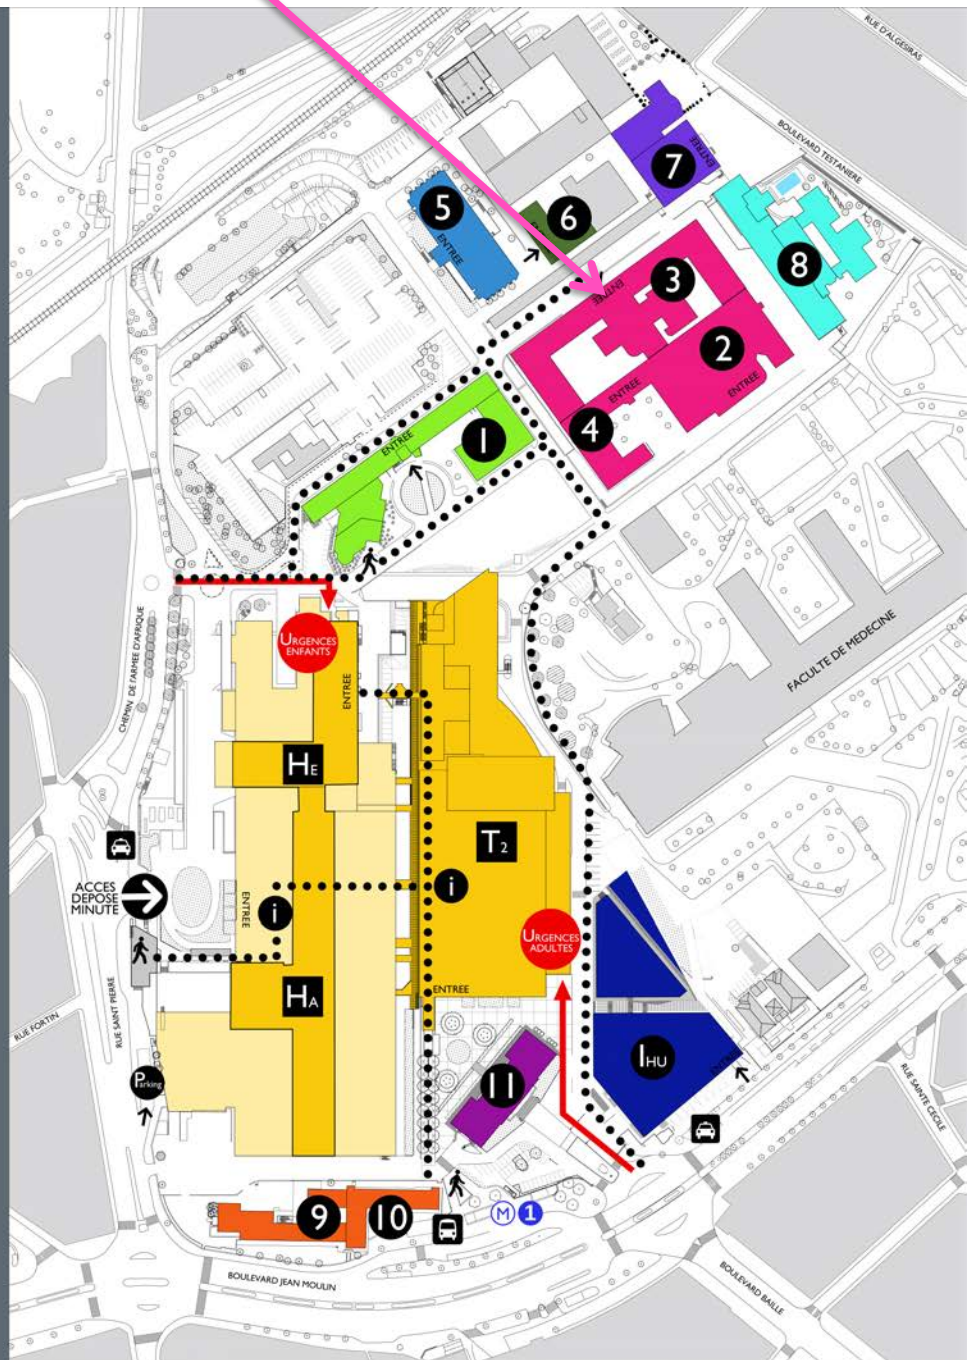 RUE D'ALGESIRAS
BOULEVARD TESTANIERE
7
ENTREE
5
ENTREE
6
8
3
ENTREE
2
ENTREE
ENTREE
4
1
ENTREE
URGENCES
ENFANTS
ENTREE
CHEMIN DE l'ARMEE D'AFRIQUE
FACULTE DE MEDECINE
HE
T2
ACCES
DEPOSE
MINUTE
ENTREE
i
i
URGENCES
ADULTES
HA
ENTREE
RUE FORTIN
RUE SAINT PIERRE
Parking
IHU
ENTREE
11
RUE SAINTE CECILE
9
10
M 1
BOULEVARD JEAN MOULIN
BOULEVARD BAILLE